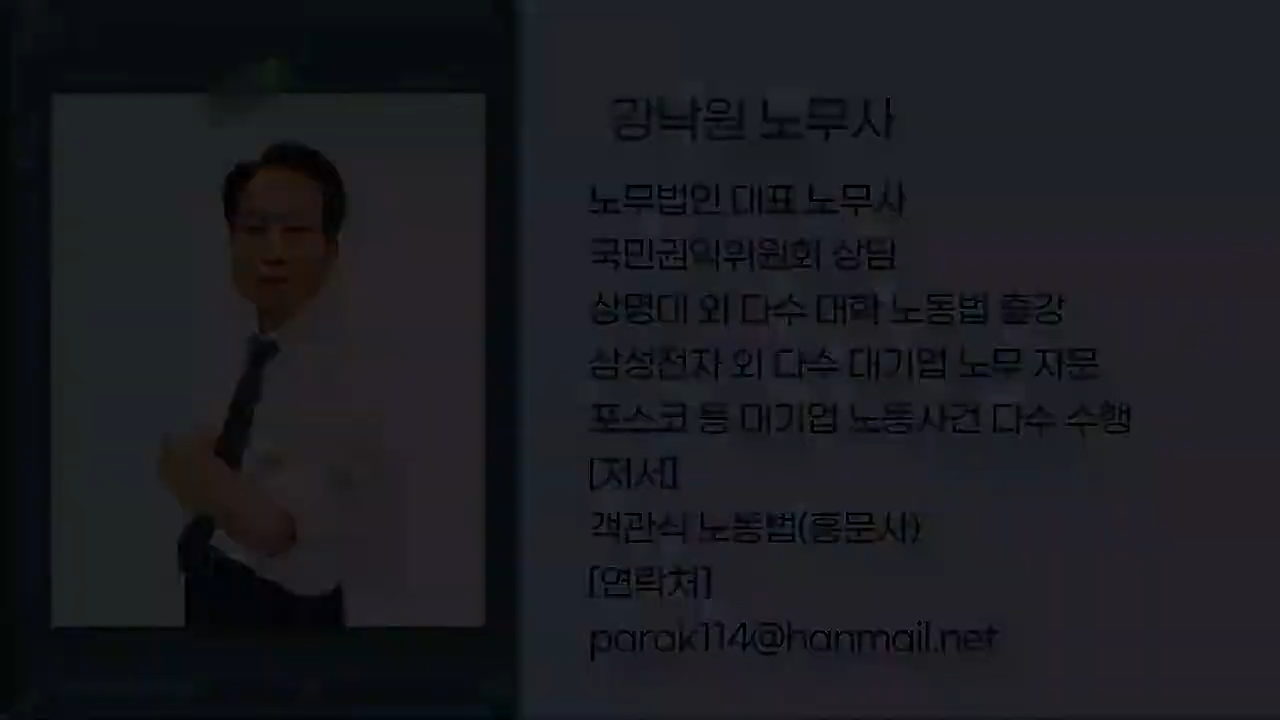 강낙원 노무사
노무법인 대표 노무사
국민권익위원회 상담
상명대 외 다수 대학 노동법 출강
삼성전자 외 다수 대기업 노무 자문
포스코 등 대기업 노동사건 다수 수행
[저서]
객관식 노동법(흥문사)
[연락처]
parak114@hanmail.net